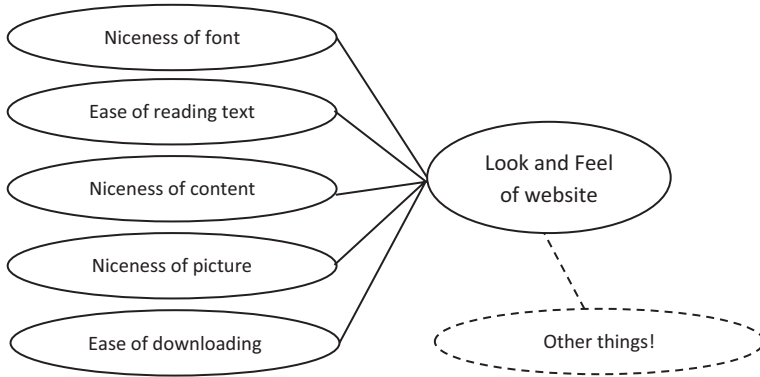 Niceness of font
Ease of reading text
Niceness of content
Niceness of picture
Ease of downloading
Look and Feel
of website
Other things!